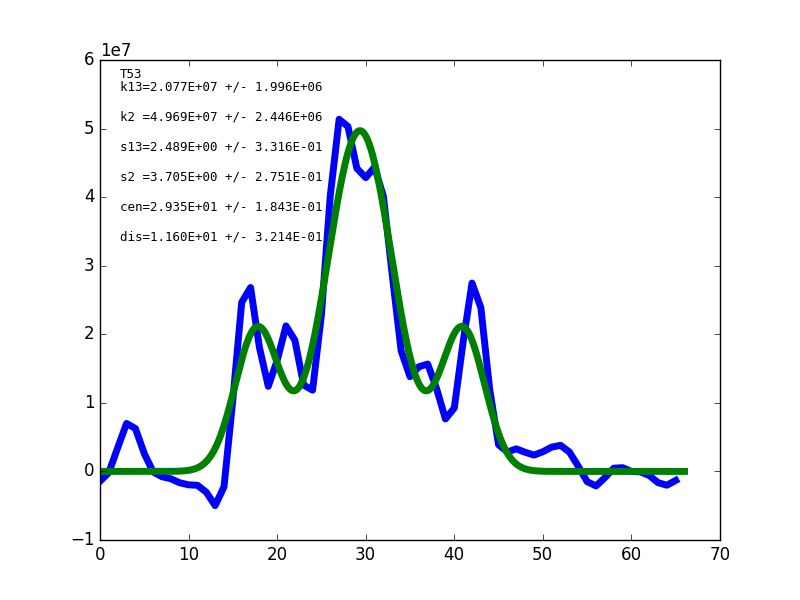 1e7
6
5
4
3
2
1
0
−1
T53
k13=2.077E+07 +/- 1.996E+06
k2 =4.969E+07 +/- 2.446E+06
s13=2.489E+00 +/- 3.316E-01
s2 =3.705E+00 +/- 2.751E-01
cen=2.935E+01 +/- 1.843E-01
dis=1.160E+01 +/- 3.214E-01
0 10 20 30 40 50 60 70